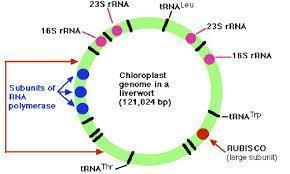 23S rRNA
tRNALeu
23S rRNA
16S rRNA
16S rRNA
Chloroplast
genome in a
liverwort
(121,024 bp)
Subunits of
RNA
polymerase
tRNATrp
RUBISCO
(large subunit)
tRNAThr